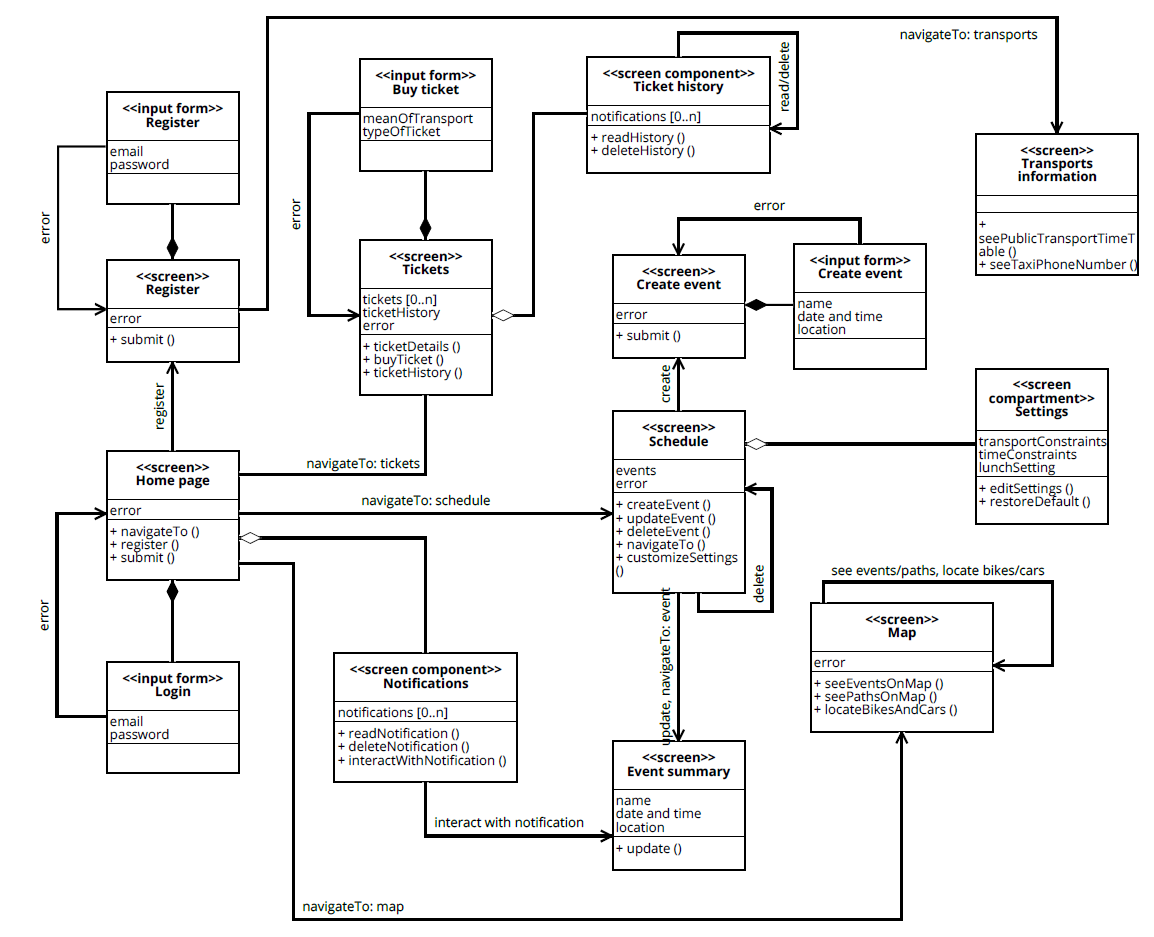 navigateTo: transports
<<input form>>
Register
email
password
error
<<screen>>
Register
error
+ submit ()
register
<<input form>>
Buy ticket
meanOfTransport
typeOfTicket
error
<<screen>>
Tickets
tickets [0..n]
ticketHistory
error
+ ticketDetails ()
+ buyTicket ()
+ ticketHistory ()
navigateTo: tickets
<<screen component>>
Ticket history
notifications [0..n]
+ readHistory ()
+ deleteHistory ()
read/delete
<<screen>>
Transports
information
+
seePublicTransportTimeT
able ()
+ seeTaxiPhoneNumber ()
error
<<screen>>
Create event
error
+ submit ()
<<input form>>
Create event
name
date and time
location
create
<<screen>>
Schedule
events
error
+ createEvent ()
+ updateEvent ()
+ deleteEvent ()
+ navigateTo ()
+ customizeSettings
()
delete
<<screen
compartment>>
Settings
transportConstraints
timeConstraints
lunchSetting
+ editSettings ()
+ restoreDefault ()
<<screen>>
Home page
error
+ navigateTo ()
+ register ()
+ submit ()
navigateTo: schedule
error
<<input form>>
Login
email
password
<<screen component>>
Notifications
notifications [0..n]
+ readNotification ()
+ deleteNotification ()
+ interactWithNotification ()
interact with notification
update, navigateTo: event
<<screen>>
Event summary
name
date and time
location
+ update ()
see events/paths, locate bikes/cars
<<screen>>
Map
error
+ seeEventsOnMap ()
+ seePathsOnMap ()
+ locateBikesAndCars ()
navigateTo: map